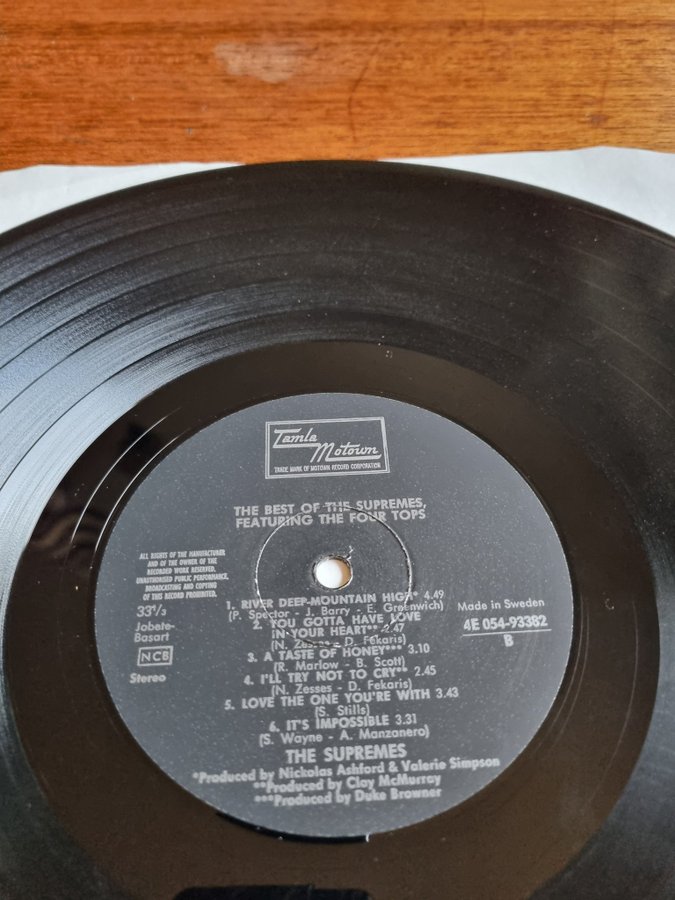 Tamla
Motown
TRADE MARK OF MOTOWN RECORD CORPORATION
THE BEST OF THE SUPREMES,
FEATURING THE FOUR TOPS
ALL RIGHTS OF THE MANUFACTURER
AND OF THE OWNER OF THE
RECORDED WORK RESERVED.
UNAUTHORISED PUBLIC PERFORMANCE,
BROADCASTING AND COPYING
OF THIS RECORD PROHIBITED.
33⅓
Jobete-
Basart
NCB
Stereo
1. RIVER DEEP-MOUNTAIN HIGH* 4.49
(P. Spector - J. Barry - E. Greenwich)
2. YOU GOTTA HAVE LOVE
IN YOUR HEART** 2.47
(N. Zesses - D. Fekaris)
3. A TASTE OF HONEY*** 3.10
(R. Marlow - B. Scott)
4. I'LL TRY NOT TO CRY** 2.45
(N. Zesses - D. Fekaris)
5. LOVE THE ONE YOU'RE WITH 3.43
(S. Stills)
6. IT'S IMPOSSIBLE 3.31
(S. Wayne - A. Manzanero)
Made in Sweden
4E 054-93382
B
THE SUPREMES
*Produced by Nickolas Ashford & Valerie Simpson
**Produced by Clay McMurray
***Produced by Duke Browner